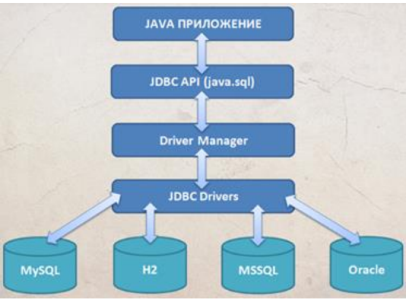 JAVA ПРИЛОЖЕНИЕ
JDBC API (java.sql)
Driver Manager
JDBC Drivers
MySQL
H2
MSSQL
Oracle